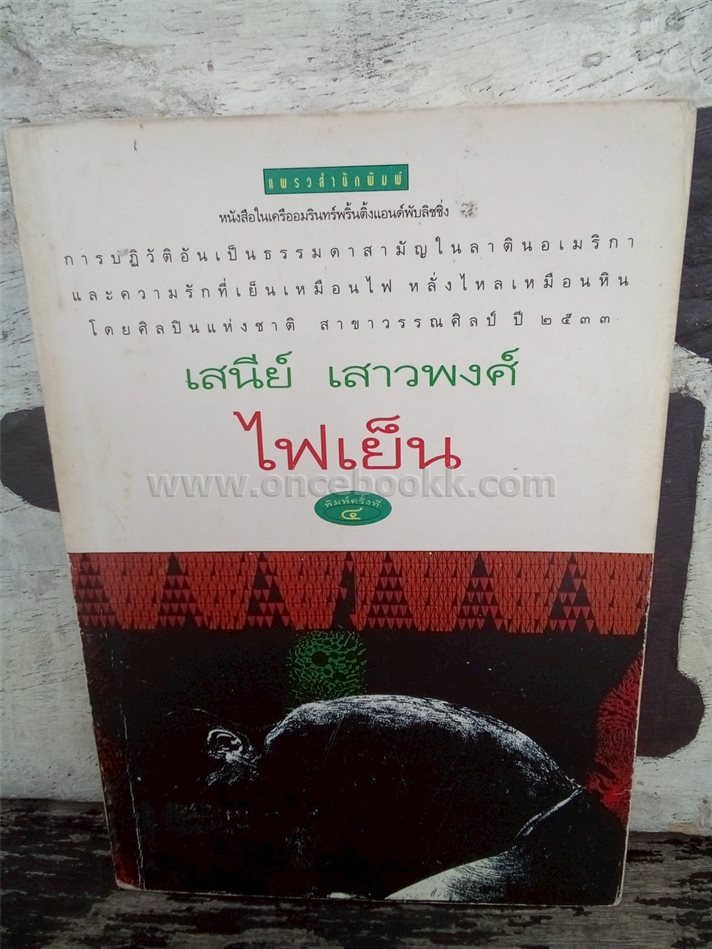 แพรวสำนักพิมพ์
หนังสือในเครืออมรินทร์พริ้นติ้งแอนด์พับลิชชิ่ง
การปฏิวัติอันเป็นธรรมดาสามัญในลาตินอเมริกา
และความรักที่เย็นเหมือนไฟ หลั่งไหลเหมือนหิน
โดยศิลปินแห่งชาติ สาขาวรรณศิลป์ ปี ๒๕๓๓
เสนีย์ เสาวพงศ์
ไฟเย็น
www.oncebookk.com
พิมพ์ครั้งที่
๔